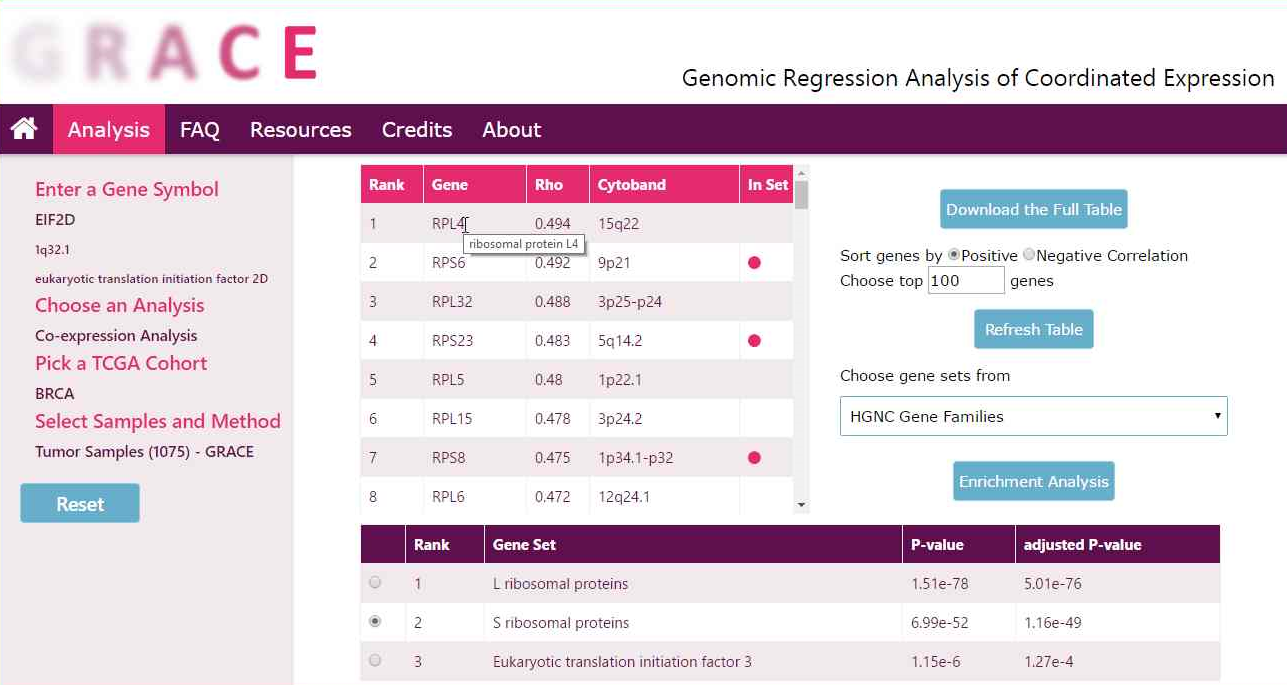 GRACE
Genomic Regression Analysis of Coordinated Expression
Analysis FAQ Resources Credits About
Enter a Gene Symbol
EIF2D
1q32.1
eukaryotic translation initiation factor 2D
Choose an Analysis
Co-expression Analysis
Pick a TCGA Cohort
BRCA
Select Samples and Method
Tumor Samples (1075) - GRACE
Reset
Rank Gene Rho Cytoband In Set
1 RPL4 0.494 15q22
ribosomal protein L4
2 RPS6 0.492 9p21
3 RPL32 0.488 3p25-p24
4 RPS23 0.483 5q14.2
5 RPL5 0.48 1p22.1
6 RPL15 0.478 3p24.2
7 RPS8 0.475 1p34.1-p32
8 RPL6 0.472 12q24.1
Download the Full Table
Sort genes by Positive Negative Correlation
Choose top 100 genes
Refresh Table
Choose gene sets from
HGNC Gene Families
Enrichment Analysis
Rank Gene Set P-value adjusted P-value
1 L ribosomal proteins 1.51e-78 5.01e-76
2 S ribosomal proteins 6.99e-52 1.16e-49
3 Eukaryotic translation initiation factor 3 1.15e-6 1.27e-4